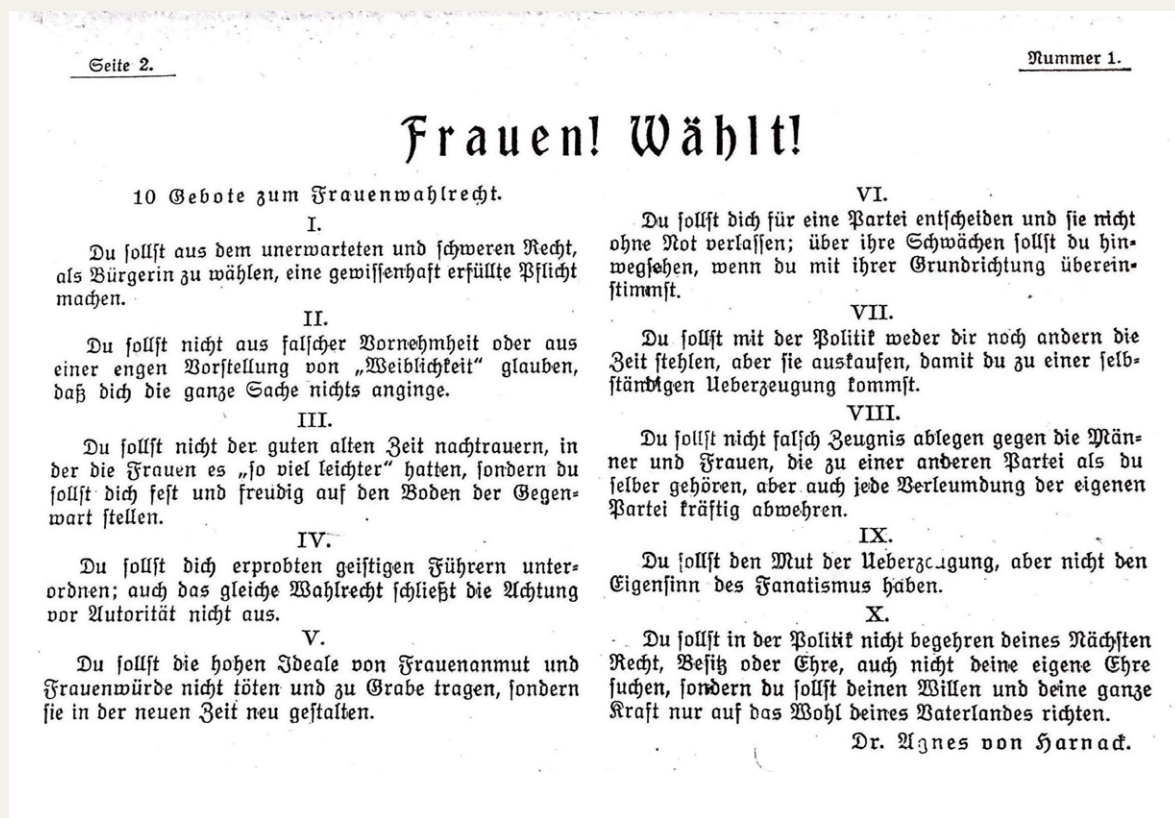 Seite 2.
Nummer 1.
Frauen! Wählt!
10 Gebote zum Frauenwahlrecht.
I.
Du sollst aus dem unerwarteten und schweren Recht,
als Bürgerin zu wählen, eine gewissenhaft erfüllte Pflicht
machen.
II.
Du sollst nicht aus falscher Vornehmheit oder aus
einer engen Vorstellung von „Weiblichkeit“ glauben,
daß dich die ganze Sache nichts anginge.
III.
Du sollst nicht der guten alten Zeit nachtrauern, in
der die Frauen es „so viel leichter“ hatten, sondern du
sollst dich fest und freudig auf den Boden der Gegen-
wart stellen.
IV.
Du sollst dich erprobten geistigen Führern unter-
ordnen; auch das gleiche Wahlrecht schließt die Achtung
vor Autorität nicht aus.
V.
Du sollst die hohen Ideale von Frauenanmut und
Frauenwürde nicht töten und zu Grabe tragen, sondern
sie in der neuen Zeit neu gestalten.
VI.
Du sollst dich für eine Partei entscheiden und sie nicht
ohne Not verlassen; über ihre Schwächen sollst du hin-
wegsehen, wenn du mit ihrer Grundrichtung überein-
stimmst.
VII.
Du sollst mit der Politik weder dir noch andern die
Zeit stehlen, aber sie auskaufen, damit du zu einer selb-
ständigen Ueberzeugung kommst.
VIII.
Du sollst nicht falsch Zeugnis ablegen gegen die Män-
ner und Frauen, die zu einer anderen Partei als du
selber gehören, aber auch jede Verleumdung der eigenen
Partei kräftig abwehren.
IX.
Du sollst den Mut der Ueberzeugung, aber nicht den
Eigensinn des Fanatismus haben.
X.
Du sollst in der Politik nicht begehren deines Nächsten
Recht, Besitz oder Ehre, auch nicht deine eigene Ehre
suchen, sondern du sollst deinen Willen und deine ganze
Kraft nur auf das Wohl deines Vaterlandes richten.
Dr. Agnes von Harnack.